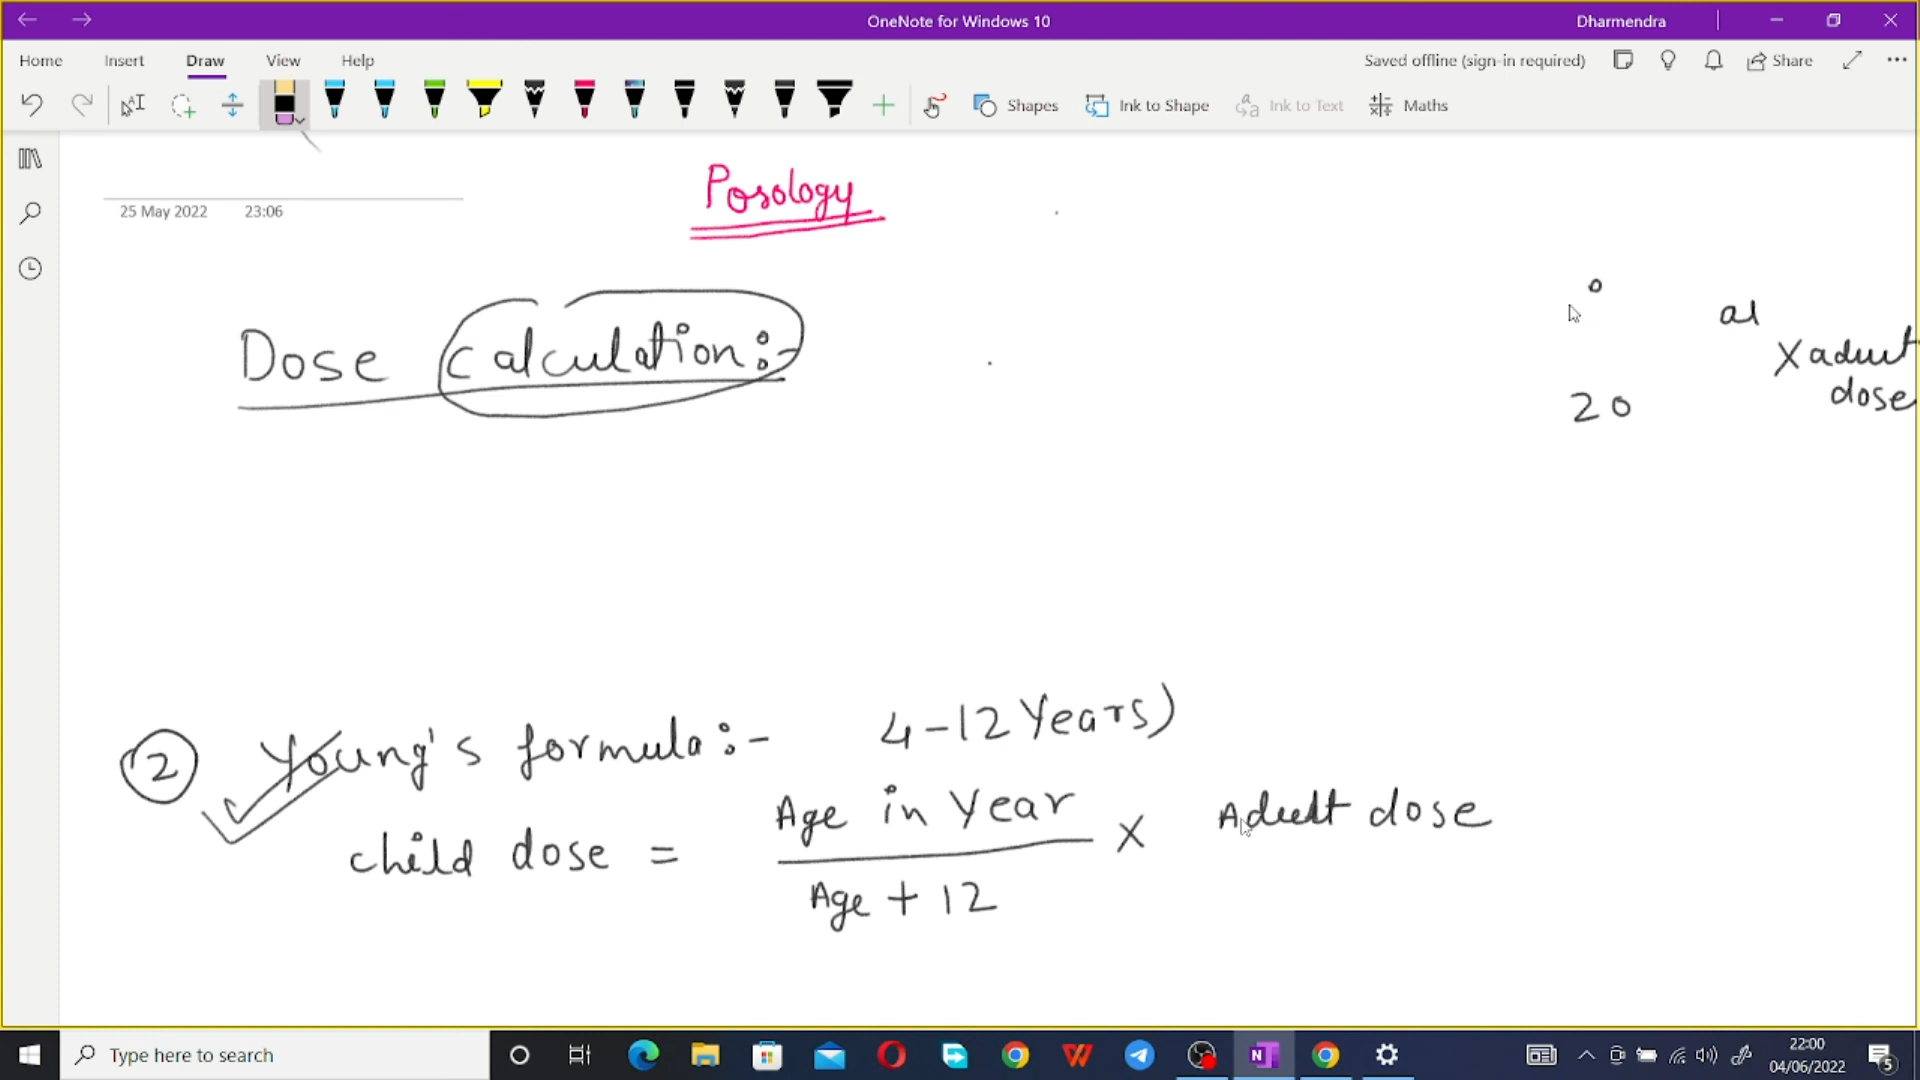 OneNote for Windows 10
Dharmendra
Home Insert Draw View Help
Saved offline (sign-in required)
Share
Shapes
Ink to Shape
Ink to Text
Maths
Posology
25 May 2022 23:06
Dose calculation:-
0
al
X adult
dose
20
② Young's formula:- 4-12 Years)
child dose = Age in Year X Adult dose
Age + 12
Type here to search
22:00
04/06/2022
5